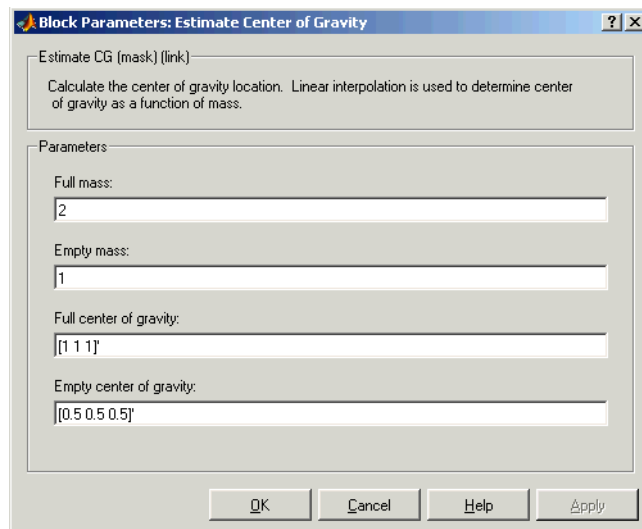 Block Parameters: Estimate Center of Gravity
Estimate CG (mask) (link)
Calculate the center of gravity location. Linear interpolation is used to determine center
of gravity as a function of mass.
Parameters
Full mass:
2
Empty mass:
1
Full center of gravity:
[1 1 1]'
Empty center of gravity:
[0.5 0.5 0.5]'
OK Cancel Help Apply